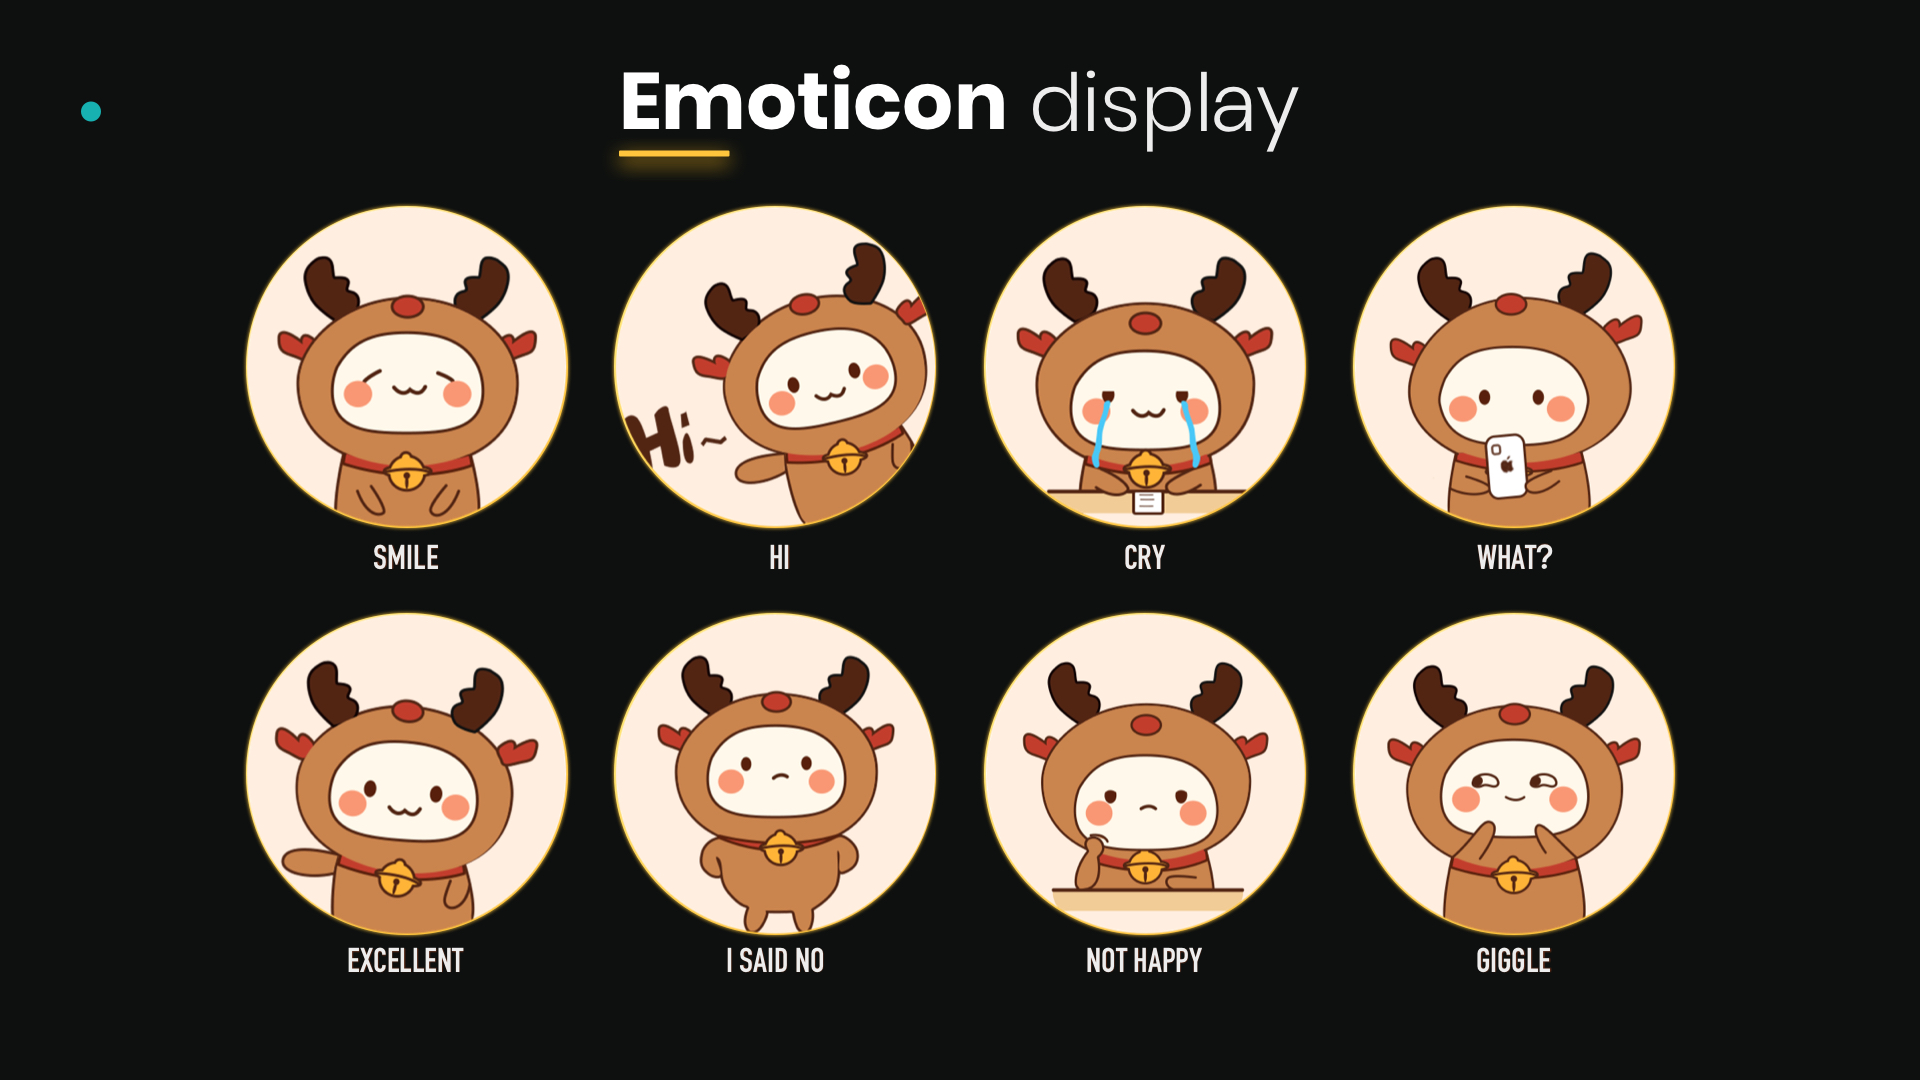 Emoticon display
Hi~
SMILE
HI
CRY
WHAT?
EXCELLENT
I SAID NO
NOT HAPPY
GIGGLE